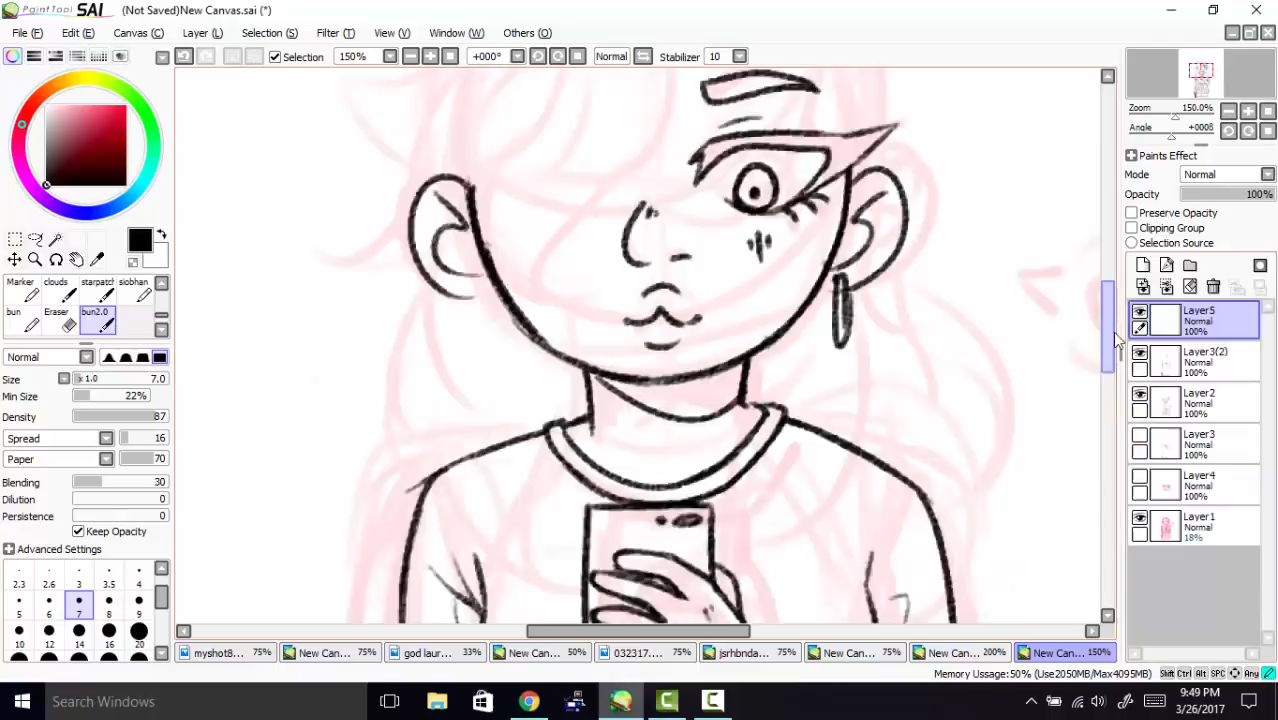 PaintTool SAI (Not Saved)New Canvas.sai (*)
File (F) Edit (E) Canvas (C) Layer (L) Selection (S) Filter (T) View (V) Window (W) Others (O)
Selection 150% +000° Normal Stabilizer 10
Zoom 150.0%
Angle +000ß
Paints Effect
Mode Normal
Opacity 100%
Preserve Opacity
Clipping Group
Selection Source
Marker clouds starpatch siobhan
bun Eraser bun2.0
Normal
Size x 1.0 7.0
Min Size 22%
Density 87
Spread 16
Paper 70
Blending 30
Dilution 0
Persistence 0
Keep Opacity
Advanced Settings
2.3 2.6 3 3.5 4
5 6 7 8 9
10 12 14 16 20
Layer5
Normal
100%
Layer3(2)
Normal
100%
Layer2
Normal
100%
Layer3
Normal
100%
Layer4
Normal
100%
Layer1
Normal
18%
myshot8... 75% New Can... 75% god laur... 33% New Can... 50% 032317.... 75% jsrhbnda... 75% New Can... 75% New Can... 200% New Can... 150%
Memory Usage:50% (Use2050MB/Max4095MB) Shift Ctrl Alt SPC Any
Search Windows
9:49 PM
3/26/2017